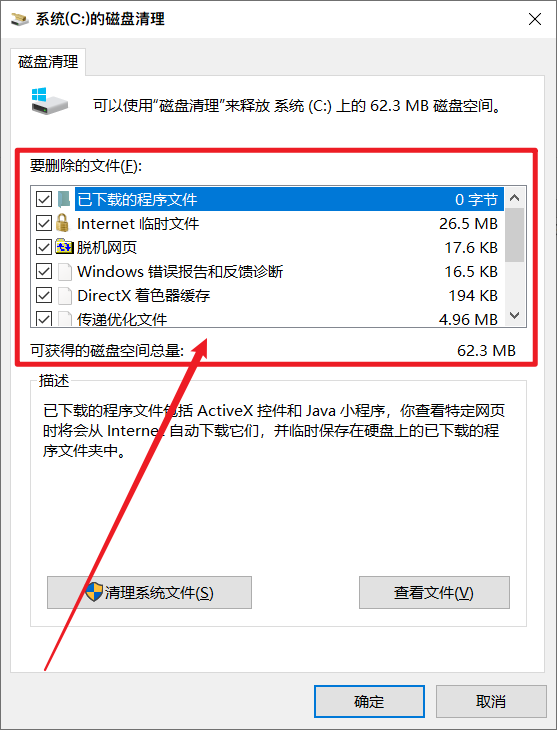 系统(C:)的磁盘清理
磁盘清理
可以使用“磁盘清理”来释放 系统 (C:) 上的 62.3 MB 磁盘空间。
要删除的文件(F):
已下载的程序文件 0 字节
Internet 临时文件 26.5 MB
脱机网页 17.6 KB
Windows 错误报告和反馈诊断 16.5 KB
DirectX 着色器缓存 194 KB
传递优化文件 4.96 MB
可获得的磁盘空间总量: 62.3 MB
描述
已下载的程序文件包括 ActiveX 控件和 Java 小程序，你查看特定网页
时将会从 Internet 自动下载它们，并临时保存在硬盘上的已下载的程
序文件夹中。
清理系统文件(S)
查看文件(V)
确定
取消